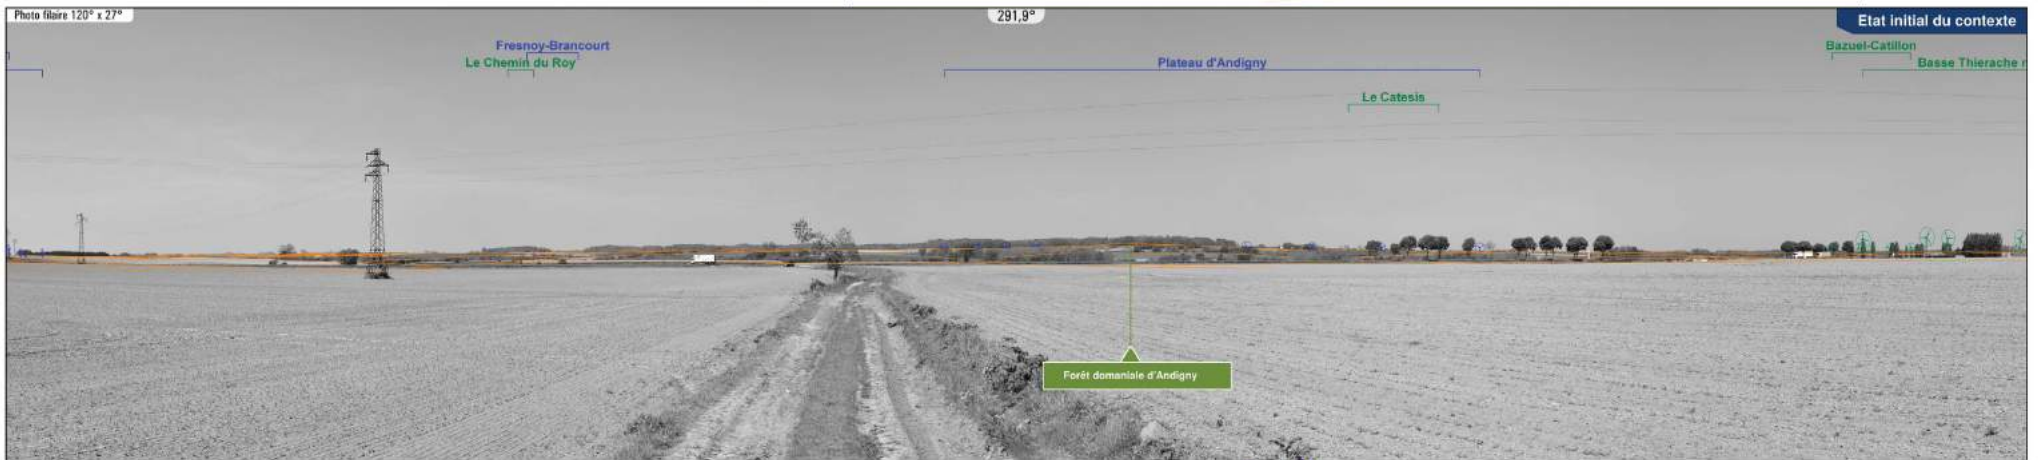 Photo filaire 120° x 27°
291,9°
Etat initial du contexte
Fresnoy-Brancourt
Bazuel-Catillon
Le Chemin du Roy
Plateau d'Andigny
Basse Thierache
Le Catesis
Forêt domaniale d'Andigny